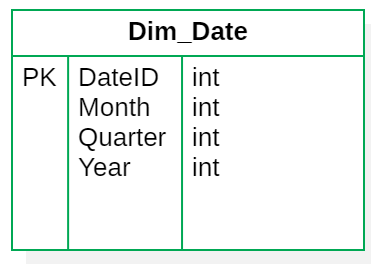 Dim_Date
PK DateID int
Month int
Quarter int
Year int